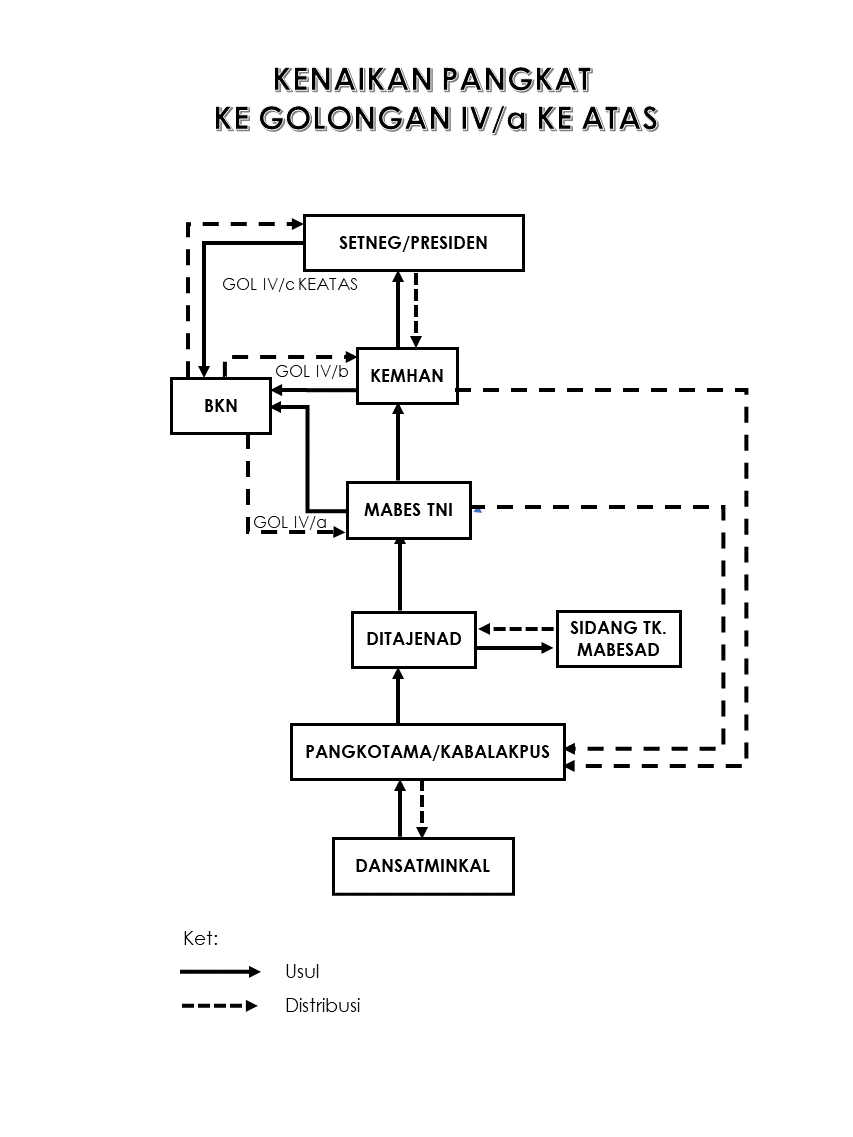 KENAIKAN PANGKAT
KE GOLONGAN IV/a KE ATAS
SETNEG/PRESIDEN
GOL IV/c KEATAS
GOL IV/b
KEMHAN
BKN
MABES TNI
GOL IV/a
DITAJENAD
SIDANG TK.
MABESAD
PANGKOTAMA/KABALAKPUS
DANSATMINKAL
Ket:
Usul
Distribusi